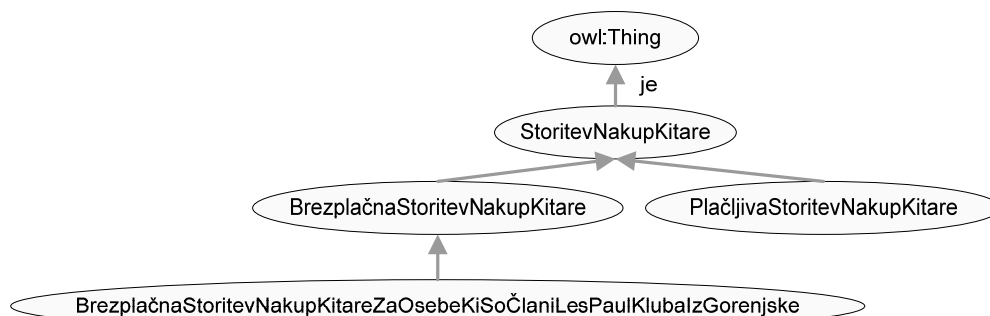 owl:Thing
je
StoritevNakupKitare
BrezplačnaStoritevNakupKitare
PlačljivaStoritevNakupKitare
BrezplačnaStoritevNakupKitareZaOsebeKiSoČlaniLesPaulKlubaIzGorenjske